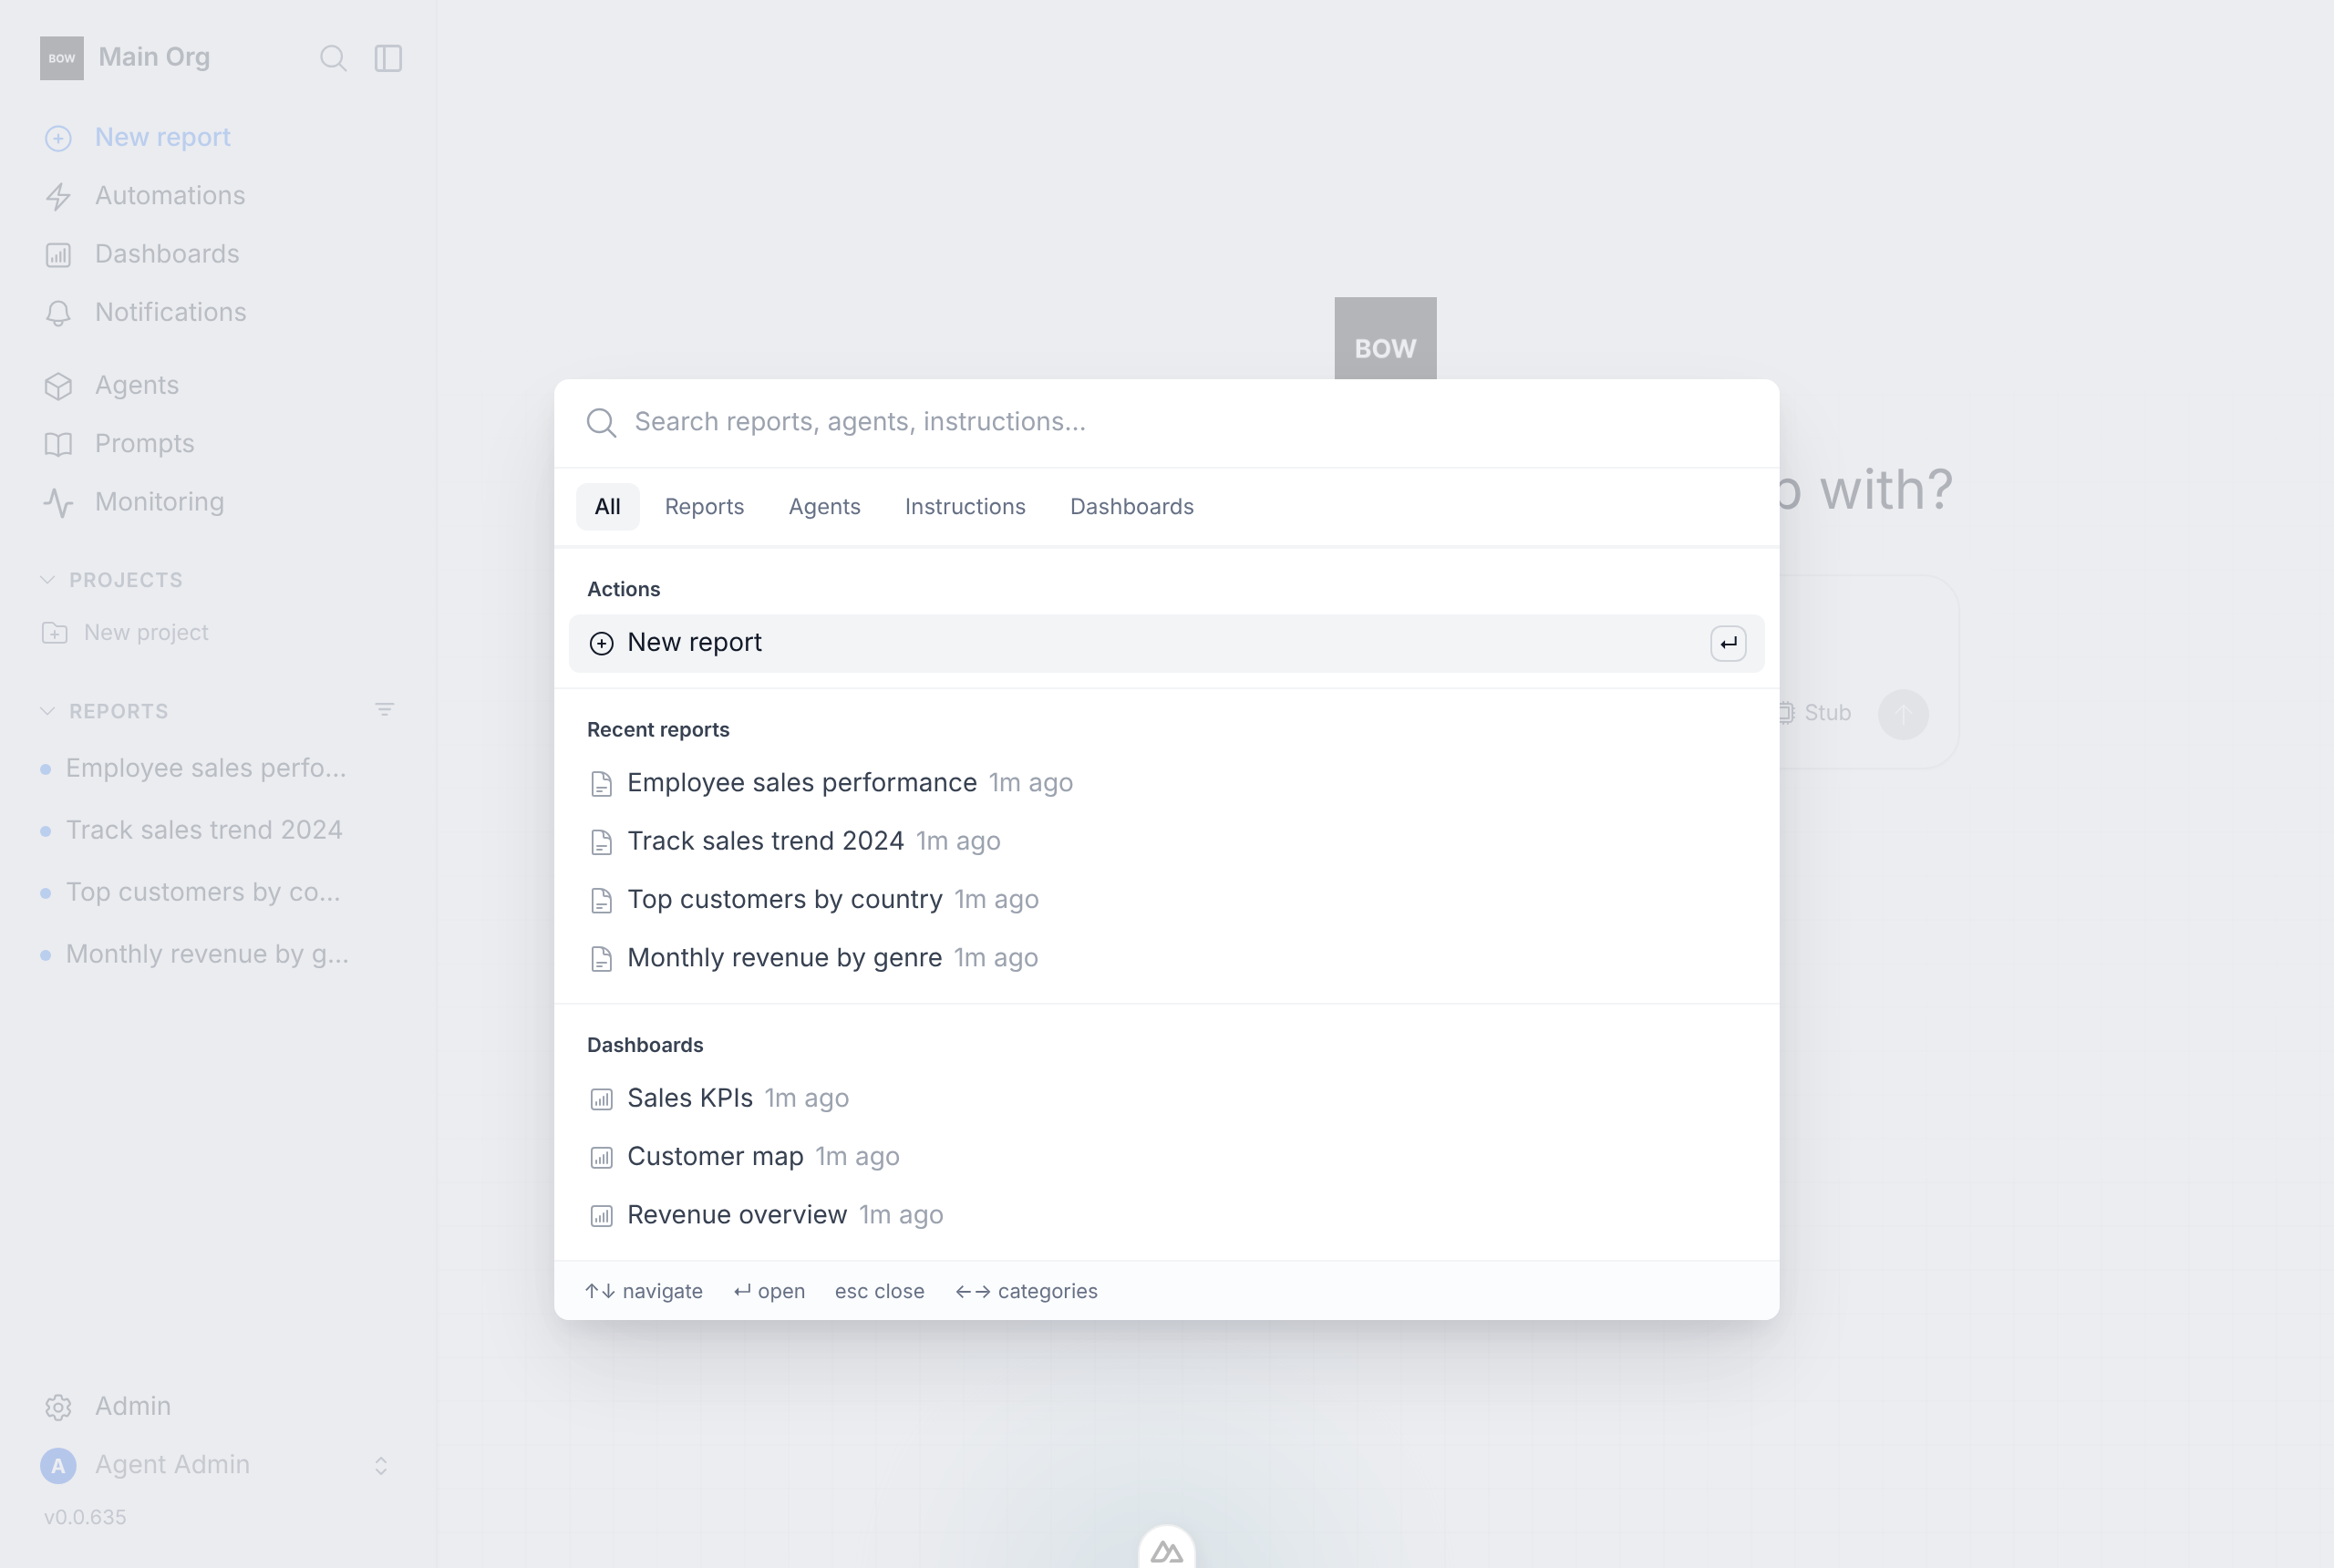 BOW Main Org
New report
Automations
Dashboards
Notifications
Agents
Prompts
Monitoring
PROJECTS
New project
REPORTS
Employee sales perfo...
Track sales trend 2024
Top customers by co...
Monthly revenue by g...
Admin
A Agent Admin
v0.0.635
BOW
with?
Stub
Search reports, agents, instructions...
All Reports Agents Instructions Dashboards
Actions
New report
Recent reports
Employee sales performance 1m ago
Track sales trend 2024 1m ago
Top customers by country 1m ago
Monthly revenue by genre 1m ago
Dashboards
Sales KPIs 1m ago
Customer map 1m ago
Revenue overview 1m ago
↑↓ navigate ↵ open esc close ←→ categories